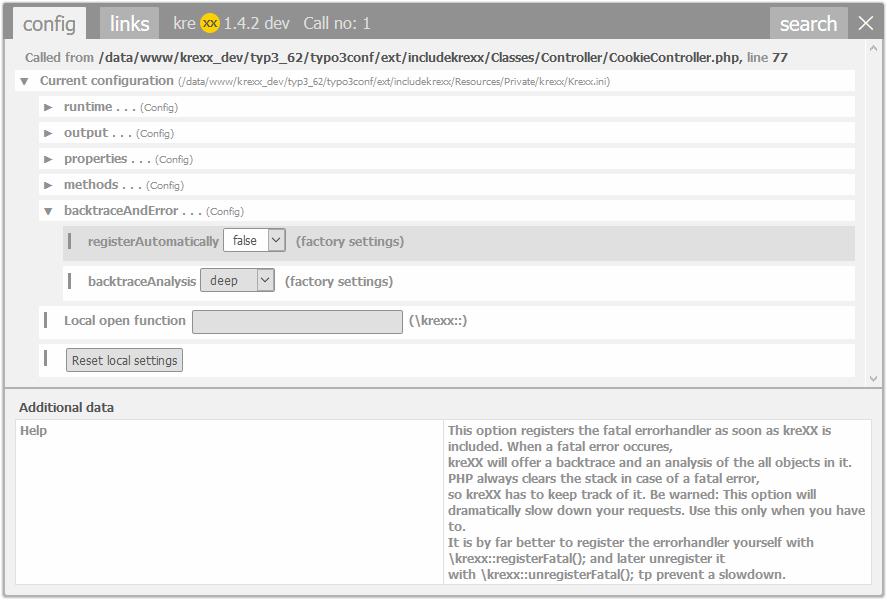 config links kre xx 1.4.2 dev Call no: 1 search
Called from /data/www/krexx_dev/typ3_62/typo3conf/ext/includekrexx/Classes/Controller/CookieController.php, line 77
Current configuration (/data/www/krexx_dev/typ3_62/typo3conf/ext/includekrexx/Resources/Private/krexx/Krexx.ini)
runtime . . . (Config)
output . . . (Config)
properties . . . (Config)
methods . . . (Config)
backtraceAndError . . . (Config)
registerAutomatically false (factory settings)
backtraceAnalysis deep (factory settings)
Local open function (\krexx::)
Reset local settings
Additional data
Help
This option registers the fatal errorhandler as soon as kreXX is
included. When a fatal error occures,
kreXX will offer a backtrace and an analysis of the all objects in it.
PHP always clears the stack in case of a fatal error,
so kreXX has to keep track of it. Be warned: This option will
dramatically slow down your requests. Use this only when you have
to.
It is by far better to register the errorhandler yourself with
\krexx::registerFatal(); and later unregister it
with \krexx::unregisterFatal(); tp prevent a slowdown.